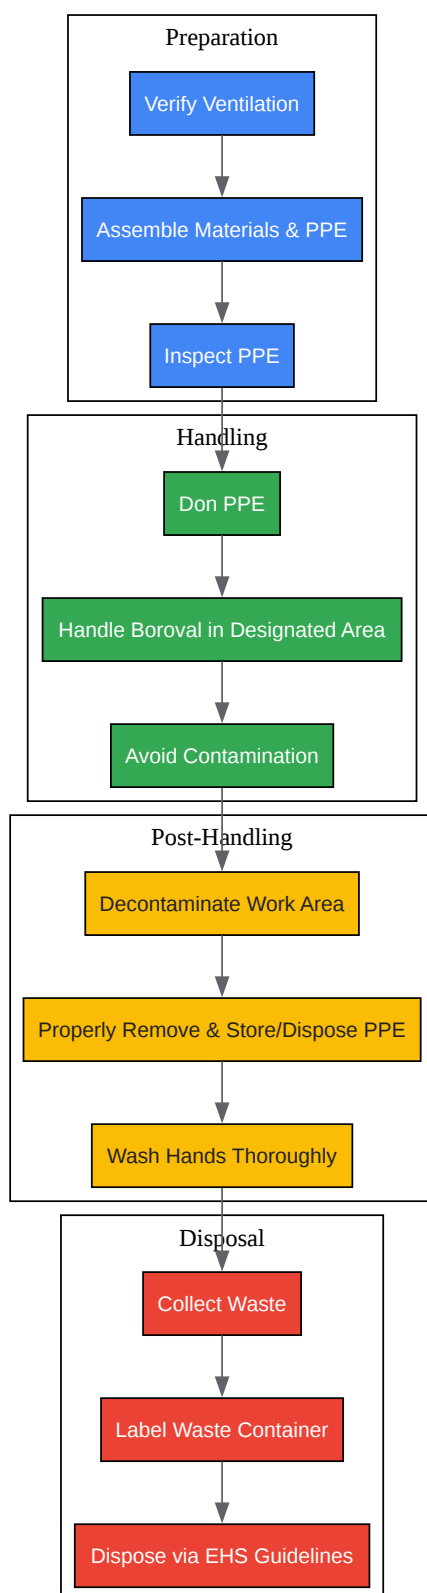 Preparation
Verify Ventilation
Assemble Materials & PPE
Inspect PPE
Handling
Don PPE
Handle Boroval in Designated Area
Avoid Contamination
Post-Handling
Decontaminate Work Area
Properly Remove & Store/Dispose PPE
Wash Hands Thoroughly
Disposal
Collect Waste
Label Waste Container
Dispose via EHS Guidelines